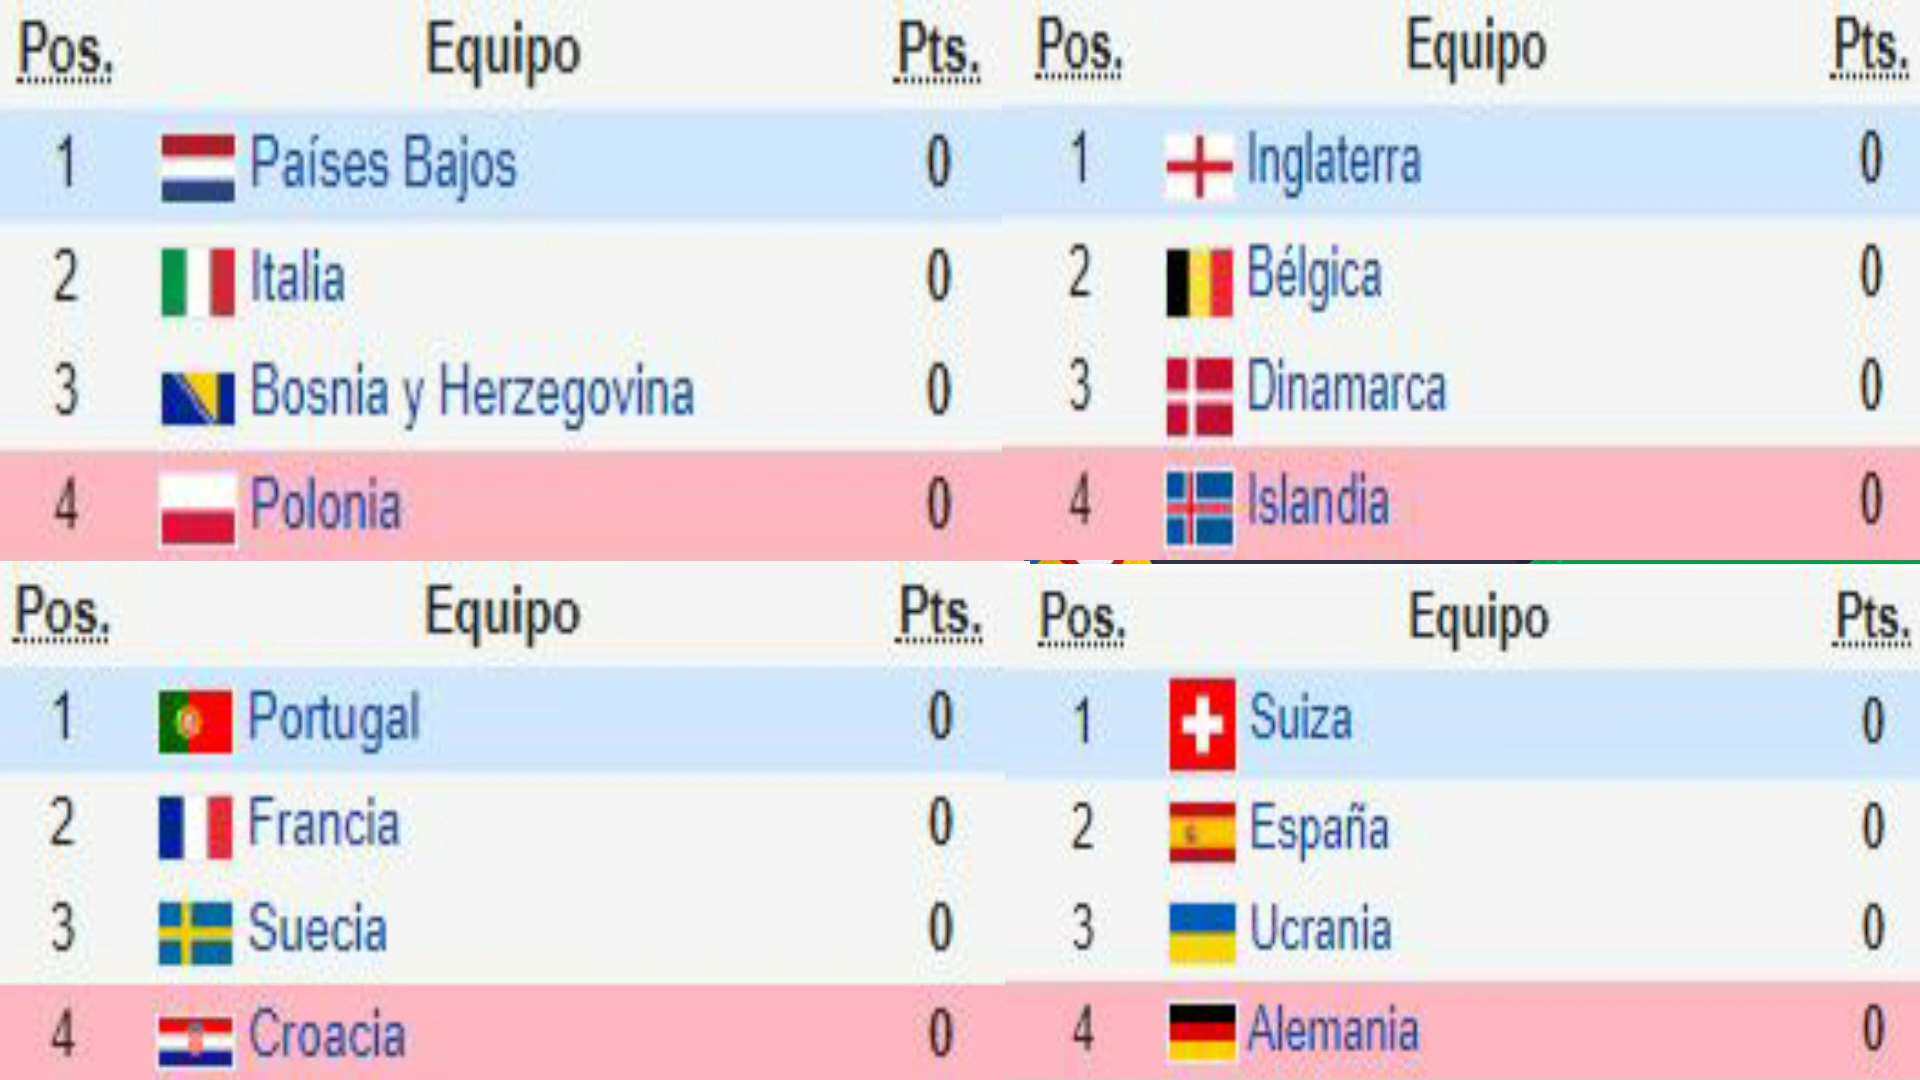 Pos. Equipo Pts.
1 Países Bajos 0
2 Italia 0
3 Bosnia y Herzegovina 0
4 Polonia 0
Pos. Equipo Pts.
1 Inglaterra 0
2 Bélgica 0
3 Dinamarca 0
4 Islandia 0
Pos. Equipo Pts.
1 Portugal 0
2 Francia 0
3 Suecia 0
4 Croacia 0
Pos. Equipo Pts.
1 Suiza 0
2 España 0
3 Ucrania 0
4 Alemania 0